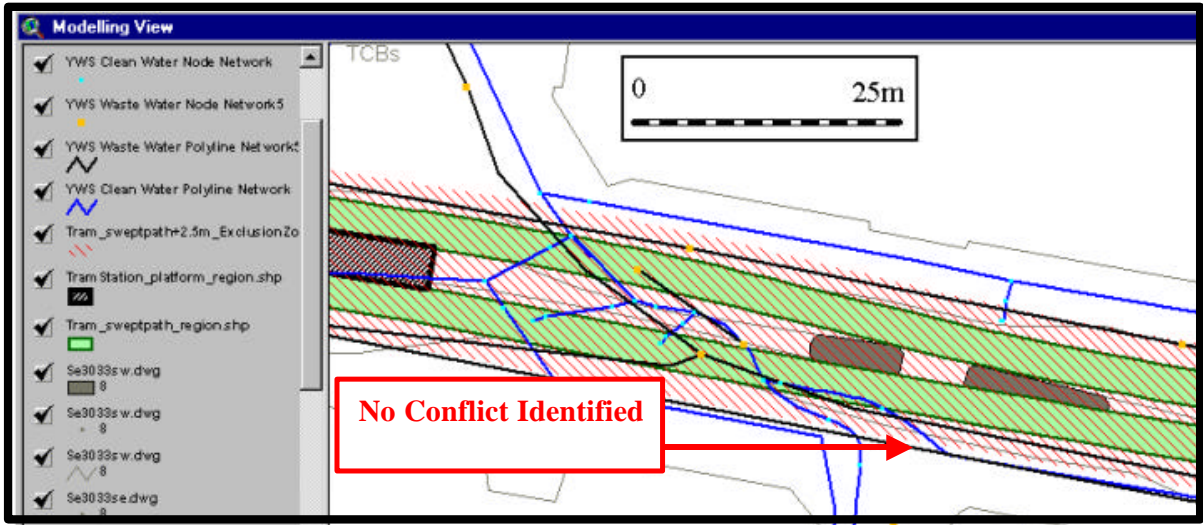 Modelling View
YWS Clean Water Node Network
YWS Waste Water Node Network5
YWS Waste Water Polyline Network5
YWS Clean Water Polyline Network
Tram_sweptpath+2.5m_ExclusionZo
Tram Station_platform_region.shp
Tram_sweptpath_region.shp
Se3033sw.dwg
8
Se3033sw.dwg
8
Se3033sw.dwg
8
Se3033se.dwg
8
TCBs
0 25m
No Conflict Identified